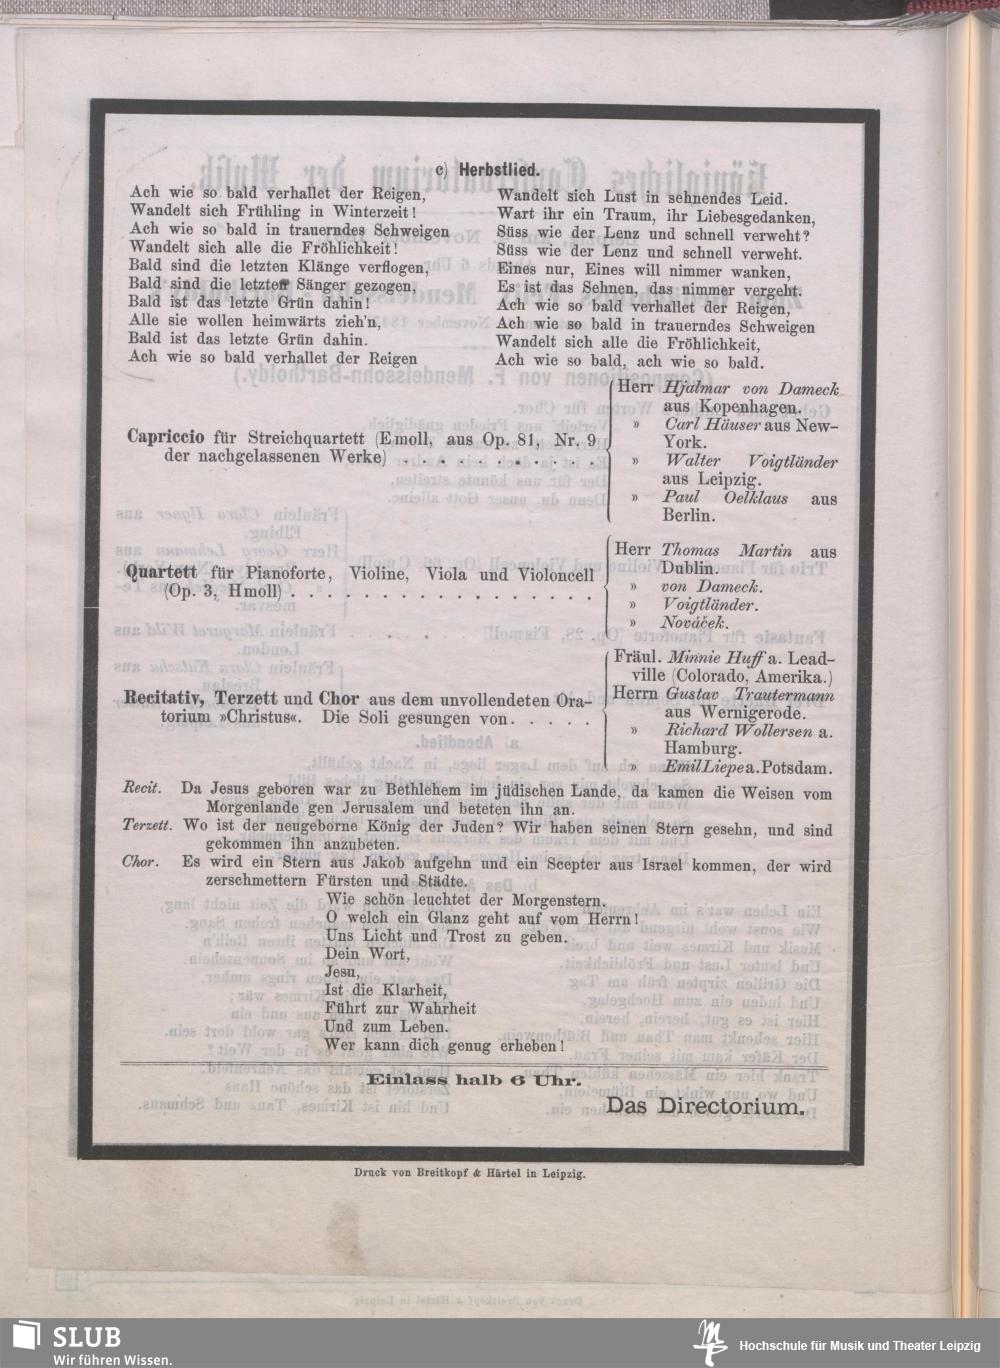 c) Herbstlied.
Ach wie so bald verhallet der Reigen,
Wandelt sich Frühling in Winterzeit!
Ach wie so bald in trauerndes Schweigen
Wandelt sich alle die Fröhlichkeit!
Bald sind die letzten Klänge verflogen,
Bald sind die letzten Sänger gezogen,
Bald ist das letzte Grün dahin!
Alle sie wollen heimwärts zieh'n,
Bald ist das letzte Grün dahin.
Ach wie so bald verhallet der Reigen
Wandelt sich Lust in sehnendes Leid.
Wart ihr ein Traum, ihr Liebesgedanken,
Süss wie der Lenz und schnell verweht?
Süss wie der Lenz und schnell verweht.
Eines nur, Eines will nimmer wanken,
Es ist das Sehnen, das nimmer vergeht.
Ach wie so bald verhallet der Reigen,
Ach wie so bald in trauerndes Schweigen
Wandelt sich alle die Fröhlichkeit,
Ach wie so bald, ach wie so bald.
Capriccio für Streichquartett (Emoll, aus Op. 81, Nr. 9
der nachgelassenen Werke) . . . . . . . . . . .
Herr Hjalmar von Dameck
aus Kopenhagen.
» Carl Häuser aus New-
York.
» Walter Voigtländer
aus Leipzig.
» Paul Oelklaus aus
Berlin.
Quartett für Pianoforte, Violine, Viola und Violoncell
(Op. 3, Hmoll) . . . . . . . . . . . . . . . . .
Herr Thomas Martin aus
Dublin.
» von Dameck.
» Voigtländer.
» Nováček.
Recitativ, Terzett und Chor aus dem unvollendeten Ora-
torium »Christus«. Die Soli gesungen von. . . . .
Fräul. Minnie Huff a. Lead-
ville (Colorado, Amerika.)
Herrn Gustav Trautermann
aus Wernigerode.
» Richard Wollersen a.
Hamburg.
» Emil Liepe a. Potsdam.
Recit. Da Jesus geboren war zu Bethlehem im jüdischen Lande, da kamen die Weisen vom
Morgenlande gen Jerusalem und beteten ihn an.
Terzett. Wo ist der neugeborne König der Juden? Wir haben seinen Stern gesehn, und sind
gekommen ihn anzubeten.
Chor. Es wird ein Stern aus Jakob aufgehn und ein Scepter aus Israel kommen, der wird
zerschmettern Fürsten und Städte.
Wie schön leuchtet der Morgenstern.
O welch ein Glanz geht auf vom Herrn!
Uns Licht und Trost zu geben.
Dein Wort,
Jesu,
Ist die Klarheit,
Führt zur Wahrheit
Und zum Leben.
Wer kann dich genug erheben!
Einlass halb 6 Uhr.
Das Directorium.
Druck von Breitkopf & Härtel in Leipzig.
SLUB
Wir führen Wissen.
Hochschule für Musik und Theater Leipzig